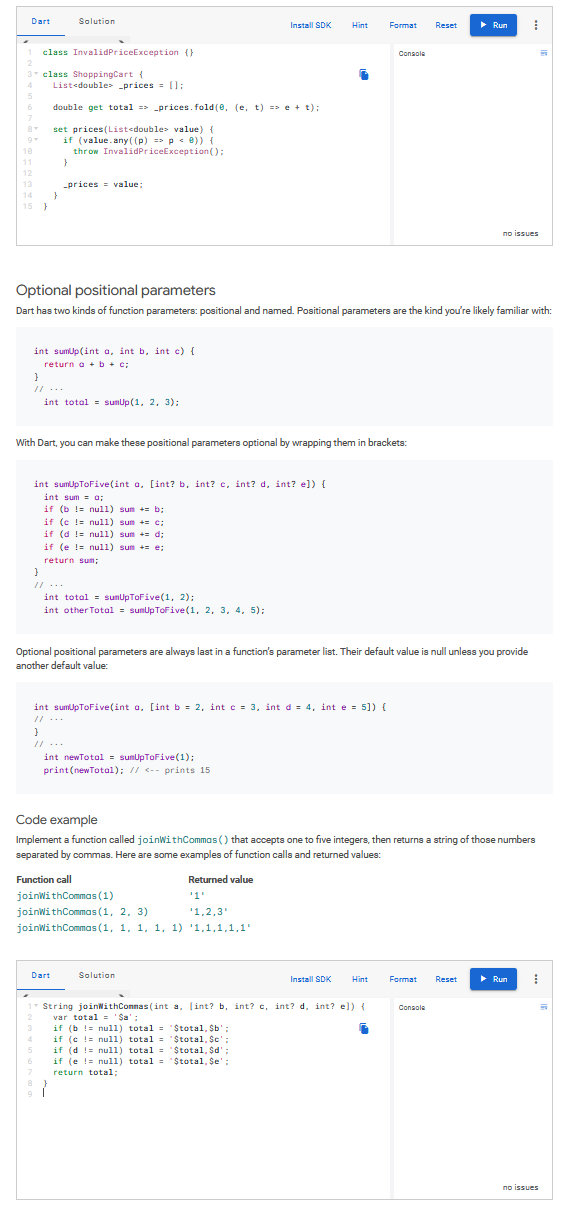 Dart Solution Install SDK Hint Format Reset Run
1 class InvalidPriceException {} Console
2
3 class ShoppingCart {
4 List<double> _prices = [];
5
6 double get total => _prices.fold(0, (e, t) => e + t);
7
8 set prices(List<double> value) {
9 if (value.any((p) => p < 0)) {
10 throw InvalidPriceException();
11 }
12
13 _prices = value;
14 }
15 }
no issues
Optional positional parameters
Dart has two kinds of function parameters: positional and named. Positional parameters are the kind you're likely familiar with:
int sumUp(int a, int b, int c) {
return a + b + c;
}
// ···
int total = sumUp(1, 2, 3);
With Dart, you can make these positional parameters optional by wrapping them in brackets:
int sumUpToFive(int a, [int? b, int? c, int? d, int? e]) {
int sum = a;
if (b != null) sum += b;
if (c != null) sum += c;
if (d != null) sum += d;
if (e != null) sum += e;
return sum;
}
// ···
int total = sumUpToFive(1, 2);
int otherTotal = sumUpToFive(1, 2, 3, 4, 5);
Optional positional parameters are always last in a function's parameter list. Their default value is null unless you provide
another default value:
int sumUpToFive(int a, [int b = 2, int c = 3, int d = 4, int e = 5]) {
// ···
}
// ···
int newTotal = sumUpToFive(1);
print(newTotal); // <-- prints 15
Code example
Implement a function called joinWithCommas() that accepts one to five integers, then returns a string of those numbers
separated by commas. Here are some examples of function calls and returned values:
Function call Returned value
joinWithCommas(1) '1'
joinWithCommas(1, 2, 3) '1,2,3'
joinWithCommas(1, 1, 1, 1, 1) '1,1,1,1,1'
Dart Solution Install SDK Hint Format Reset Run
1 String joinWithCommas(int a, [int? b, int? c, int? d, int? e]) { Console
2 var total = '$a';
3 if (b != null) total = '$total,$b';
4 if (c != null) total = '$total,$c';
5 if (d != null) total = '$total,$d';
6 if (e != null) total = '$total,$e';
7 return total;
8 }
9
no issues